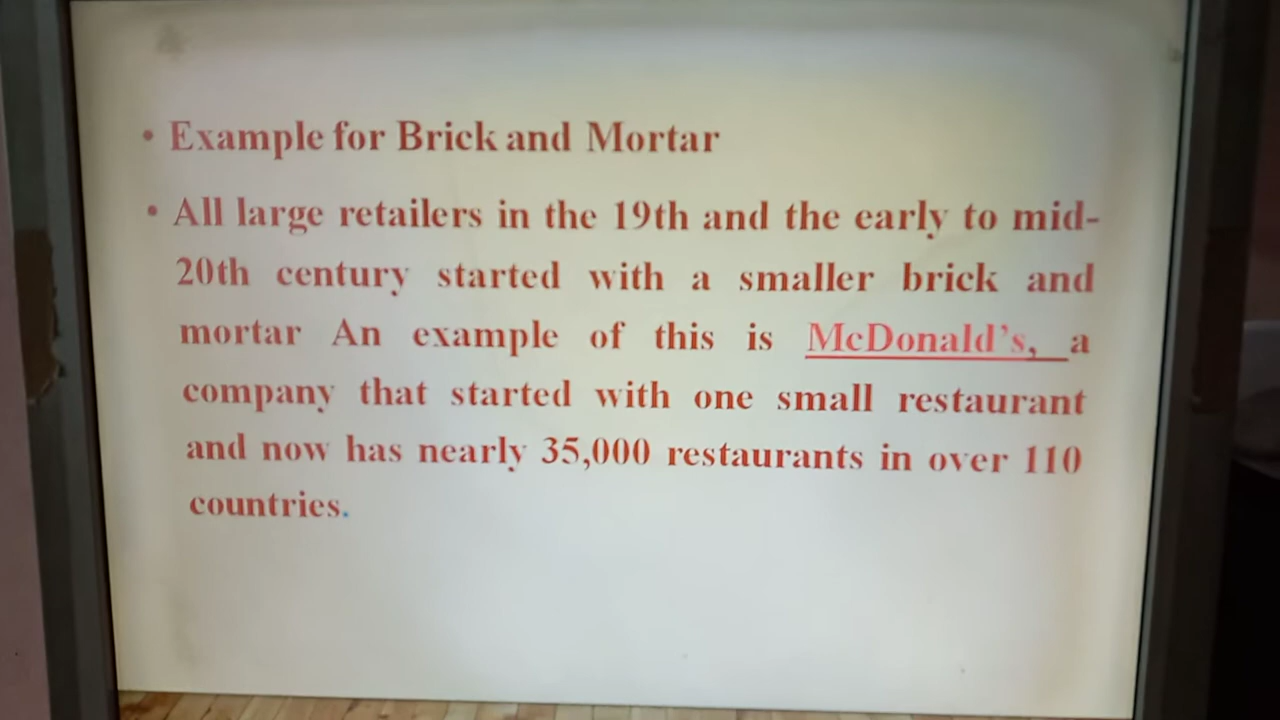 • Example for Brick and Mortar
• All large retailers in the 19th and the early to mid-
20th century started with a smaller brick and
mortar An example of this is McDonald's, a
company that started with one small restaurant
and now has nearly 35,000 restaurants in over 110
countries.